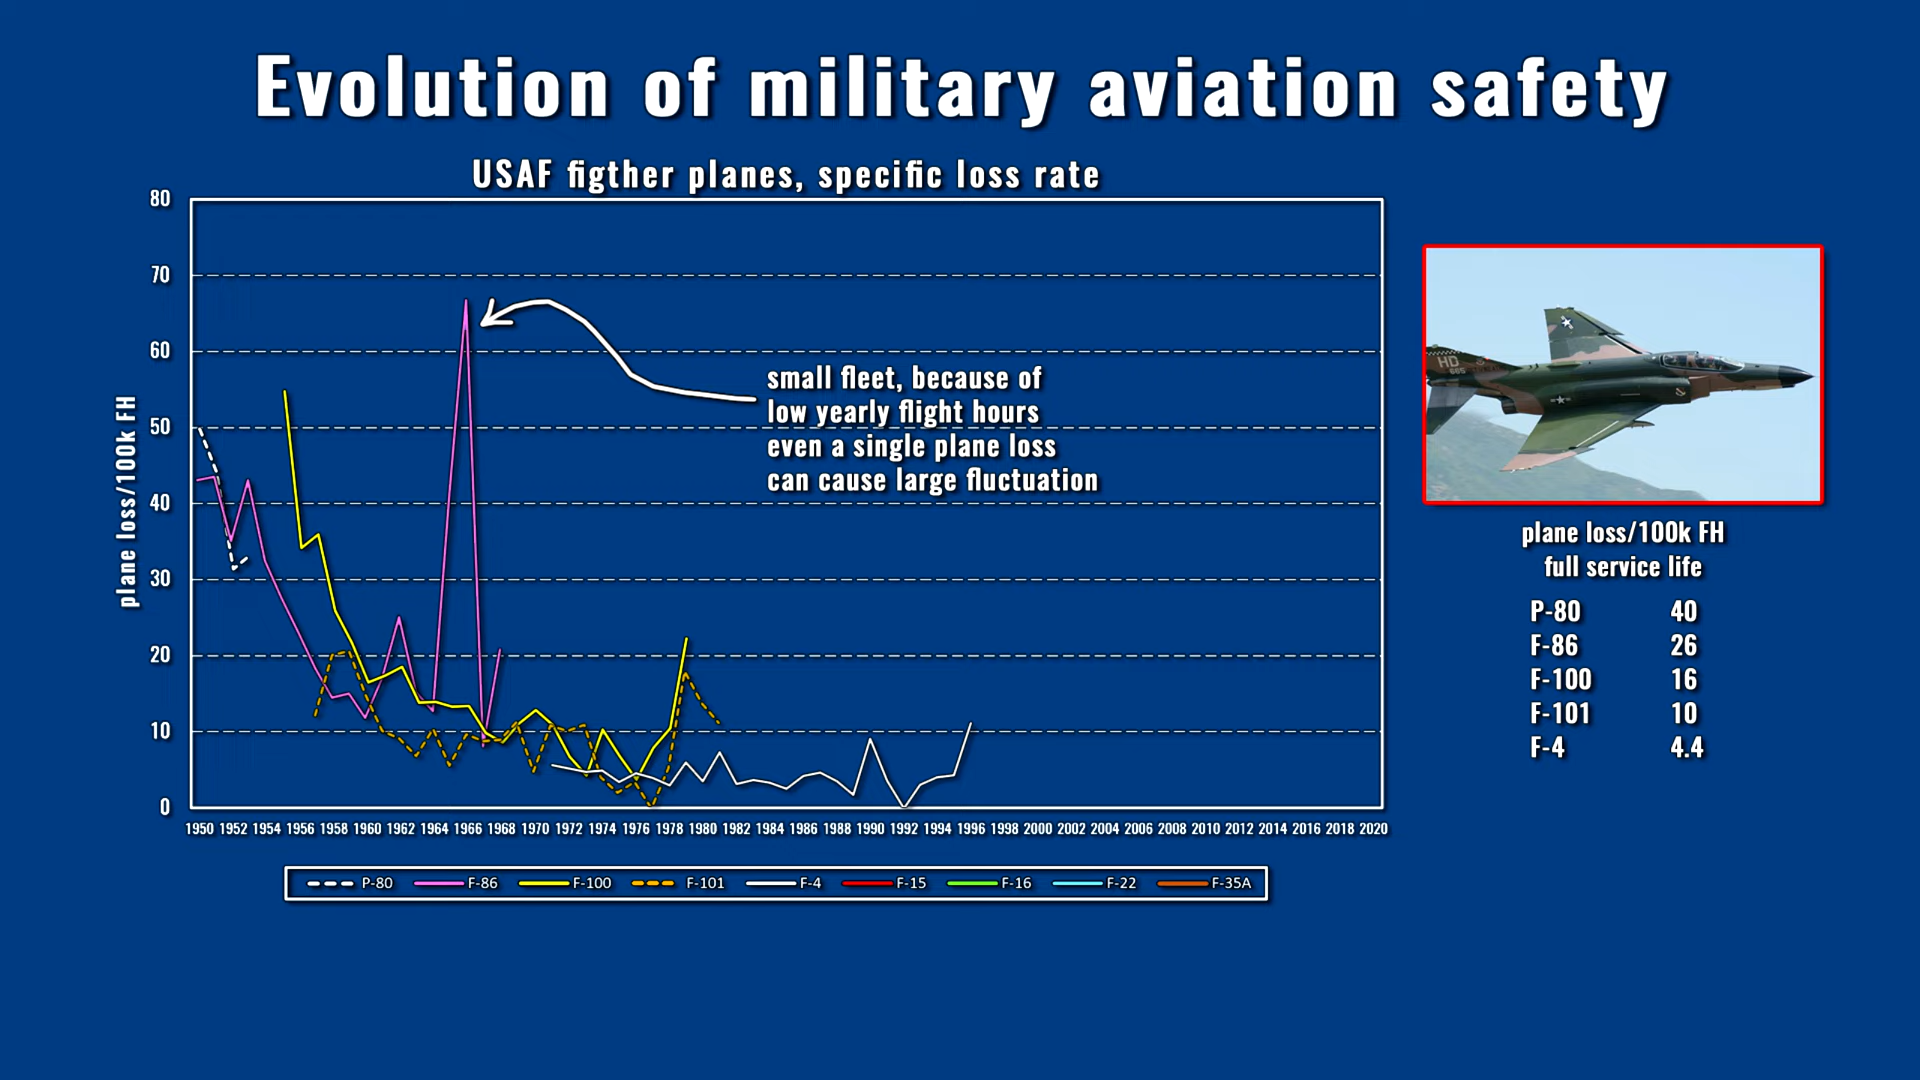 Evolution of military aviation safety
USAF figther planes, specific loss rate
80
70
60
50
40
30
20
10
0
plane loss/100k FH
small fleet, because of
low yearly flight hours
even a single plane loss
can cause large fluctuation
1950 1952 1954 1956 1958 1960 1962 1964 1966 1968 1970 1972 1974 1976 1978 1980 1982 1984 1986 1988 1990 1992 1994 1996 1998 2000 2002 2004 2006 2008 2010 2012 2014 2016 2018 2020
P-80 F-86 F-100 F-101 F-4 F-15 F-16 F-22 F-35A
HD
665
plane loss/100k FH
full service life
P-80 40
F-86 26
F-100 16
F-101 10
F-4 4.4